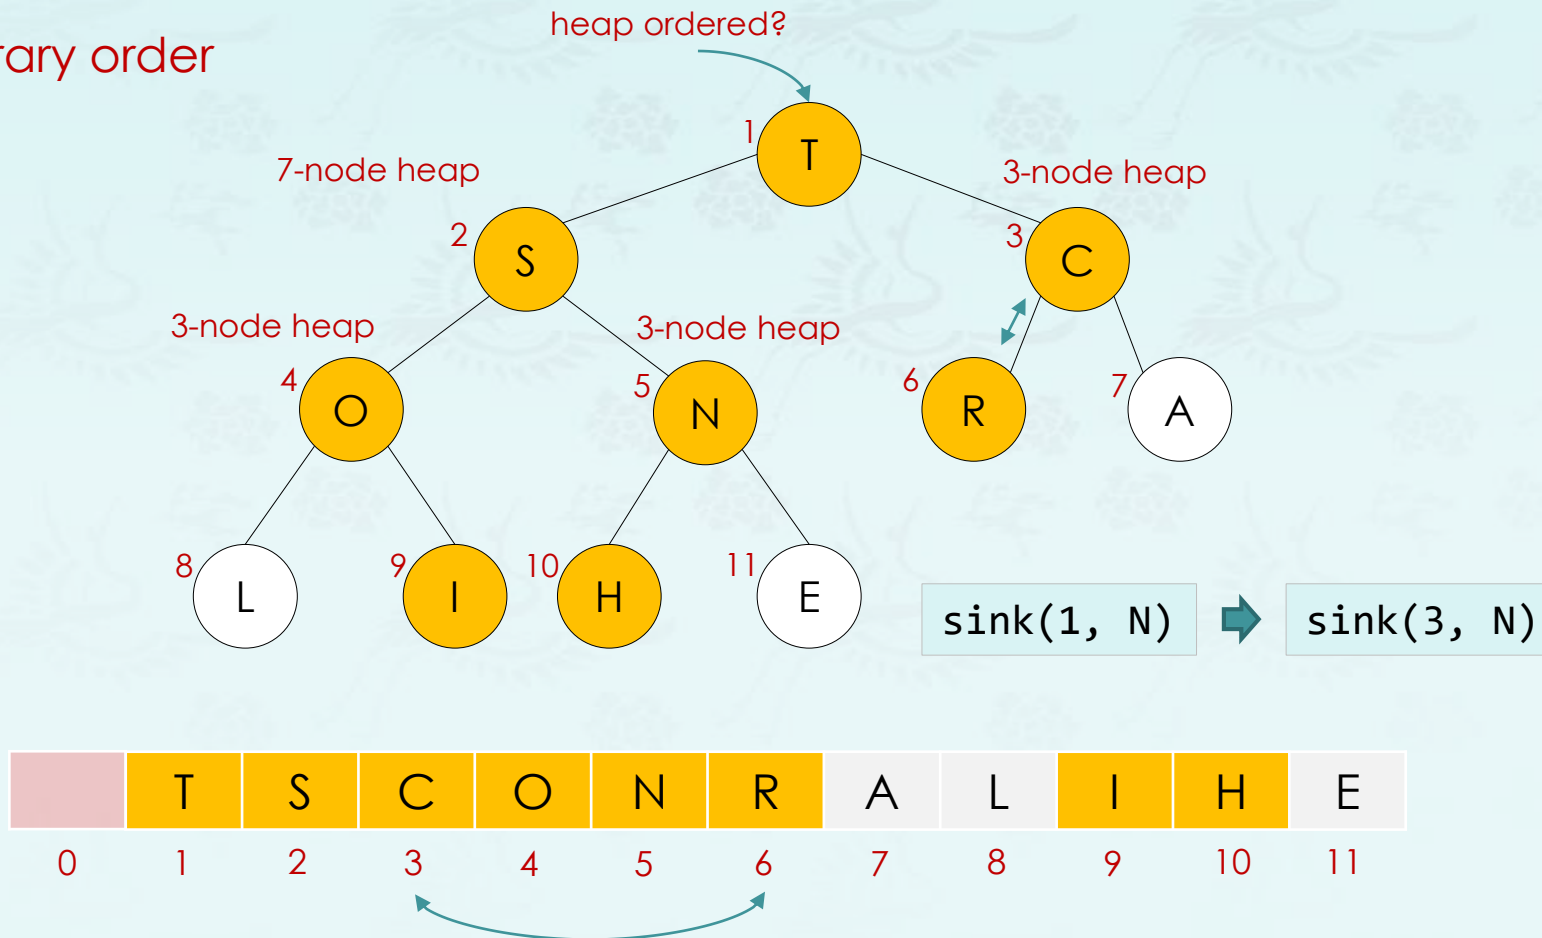 heap ordered?
rary order
1
T
7-node heap
3-node heap
2
S
3
C
3-node heap
3-node heap
4
O
5
N
6
R
7
A
8
L
9
I
10
H
11
E
sink(1, N)
sink(3, N)
T S C O N R A L I H E
0 1 2 3 4 5 6 7 8 9 10 11